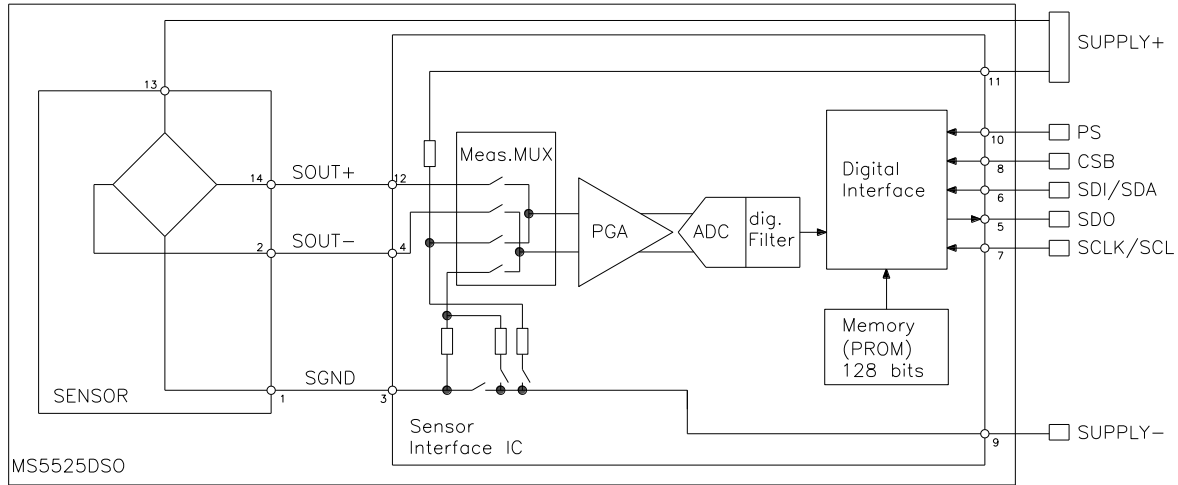 SUPPLY+
13
11
10
PS
Meas.MUX
8
CSB
Digital
Interface
14
SOUT+
12
6
SDI/SDA
PGA
ADC
dig.
Filter
5
SDO
2
SOUT-
4
7
SCLK/SCL
Memory
(PROM)
128 bits
SENSOR
1
SGND
3
Sensor
Interface IC
9
SUPPLY-
MS5525DSO